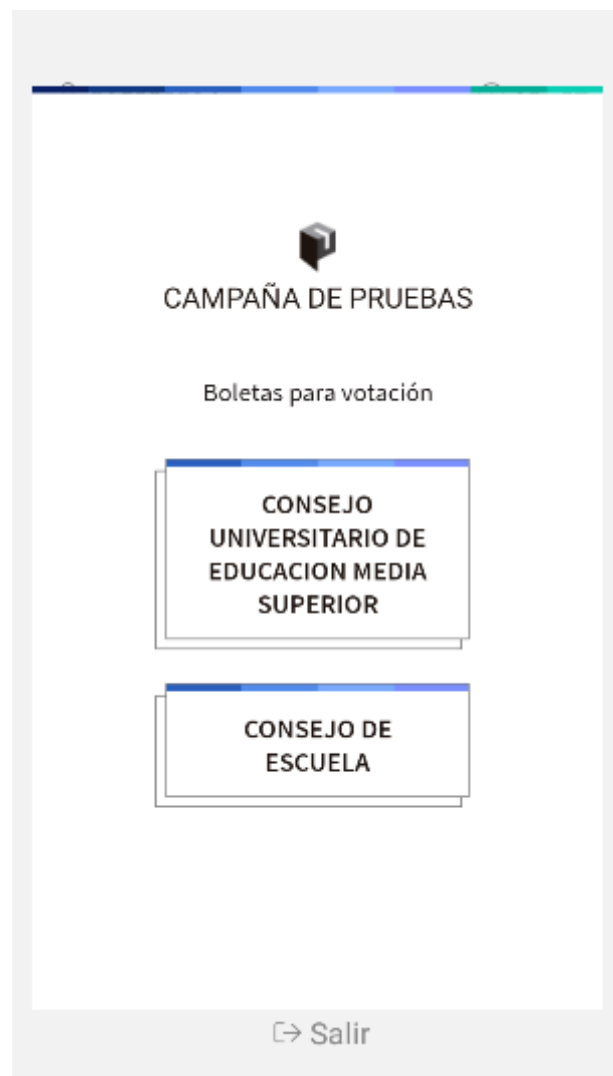 CAMPAÑA DE PRUEBAS
Boletas para votación
CONSEJO
UNIVERSITARIO DE
EDUCACION MEDIA
SUPERIOR
CONSEJO DE
ESCUELA
Salir